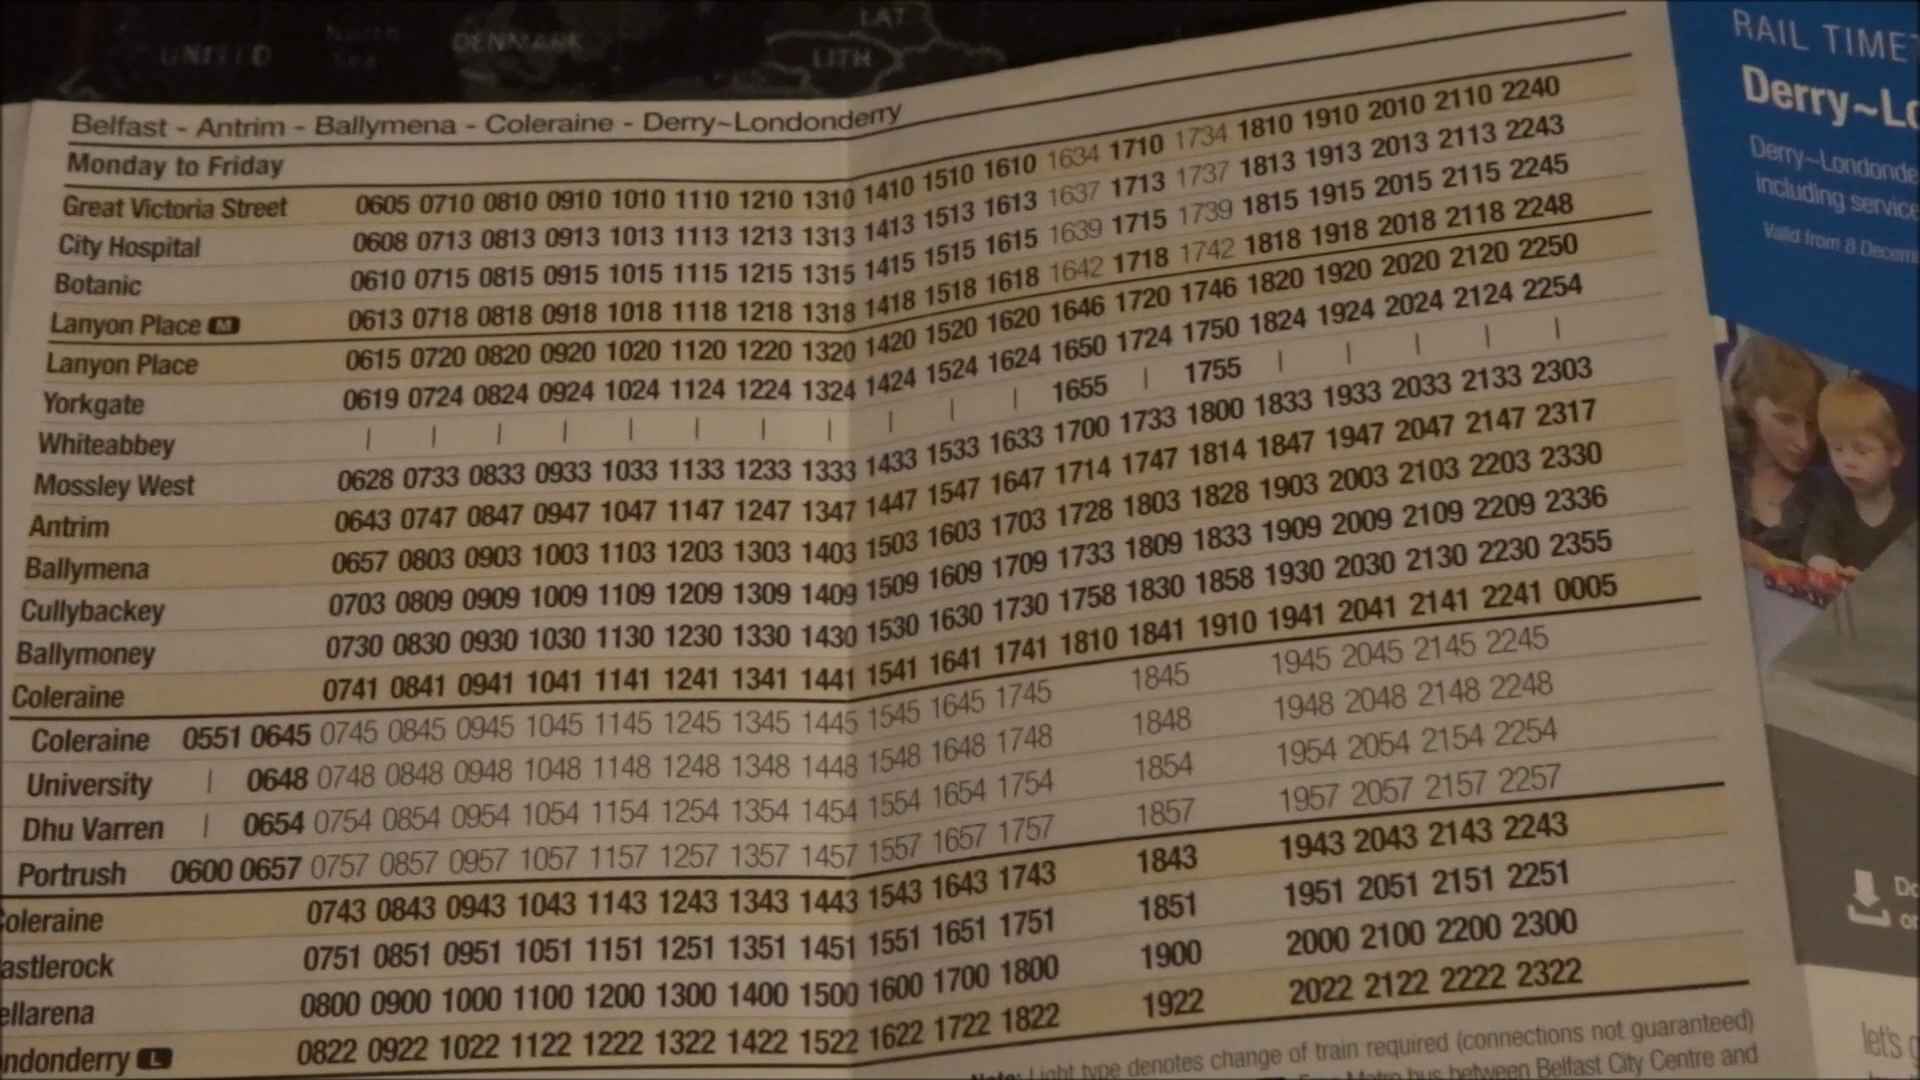 UNITED
North
Sea
DENMARK
LAT
LITH
Belfast - Antrim - Ballymena - Coleraine - Derry~Londonderry
Monday to Friday
Great Victoria Street 0605 0710 0810 0910 1010 1110 1210 1310 1410 1510 1610 1634 1710 1734 1810 1910 2010 2110 2240
City Hospital 0608 0713 0813 0913 1013 1113 1213 1313 1413 1513 1613 1637 1713 1737 1813 1913 2013 2113 2243
Botanic 0610 0715 0815 0915 1015 1115 1215 1315 1415 1515 1615 1639 1715 1739 1815 1915 2015 2115 2245
Lanyon Place M 0613 0718 0818 0918 1018 1118 1218 1318 1418 1518 1618 1642 1718 1742 1818 1918 2018 2118 2248
Lanyon Place 0615 0720 0820 0920 1020 1120 1220 1320 1420 1520 1620 1646 1720 1746 1820 1920 2020 2120 2250
Yorkgate 0619 0724 0824 0924 1024 1124 1224 1324 1424 1524 1624 1650 1724 1750 1824 1924 2024 2124 2254
Whiteabbey | | | | | | | | | | | 1655 | 1755 | | | | |
Mossley West 0628 0733 0833 0933 1033 1133 1233 1333 1433 1533 1633 1700 1733 1800 1833 1933 2033 2133 2303
Antrim 0643 0747 0847 0947 1047 1147 1247 1347 1447 1547 1647 1714 1747 1814 1847 1947 2047 2147 2317
Ballymena 0657 0803 0903 1003 1103 1203 1303 1403 1503 1603 1703 1728 1803 1828 1903 2003 2103 2203 2330
Cullybackey 0703 0809 0909 1009 1109 1209 1309 1409 1509 1609 1709 1733 1809 1833 1909 2009 2109 2209 2336
Ballymoney 0730 0830 0930 1030 1130 1230 1330 1430 1530 1630 1730 1758 1830 1858 1930 2030 2130 2230 2355
Coleraine 0741 0841 0941 1041 1141 1241 1341 1441 1541 1641 1741 1810 1841 1910 1941 2041 2141 2241 0005
Coleraine 0551 0645 0745 0845 0945 1045 1145 1245 1345 1445 1545 1645 1745 1845 1945 2045 2145 2245
University | 0648 0748 0848 0948 1048 1148 1248 1348 1448 1548 1648 1748 1848 1948 2048 2148 2248
Dhu Varren | 0654 0754 0854 0954 1054 1154 1254 1354 1454 1554 1654 1754 1854 1954 2054 2154 2254
Portrush 0600 0657 0757 0857 0957 1057 1157 1257 1357 1457 1557 1657 1757 1857 1957 2057 2157 2257
oleraine 0743 0843 0943 1043 1143 1243 1343 1443 1543 1643 1743 1843 1943 2043 2143 2243
astlerock 0751 0851 0951 1051 1151 1251 1351 1451 1551 1651 1751 1851 1951 2051 2151 2251
ellarena 0800 0900 1000 1100 1200 1300 1400 1500 1600 1700 1800 1900 2000 2100 2200 2300
ndonderry L 0822 0922 1022 1122 1222 1322 1422 1522 1622 1722 1822 1922 2022 2122 2222 2322
Note: Light type denotes change of train required (connections not guaranteed)
Free Metro bus between Belfast City Centre and
RAIL TIME
Derry~Lo
Derry~Londonde
including service
Valid from 8 Decem
Do
or
let's g